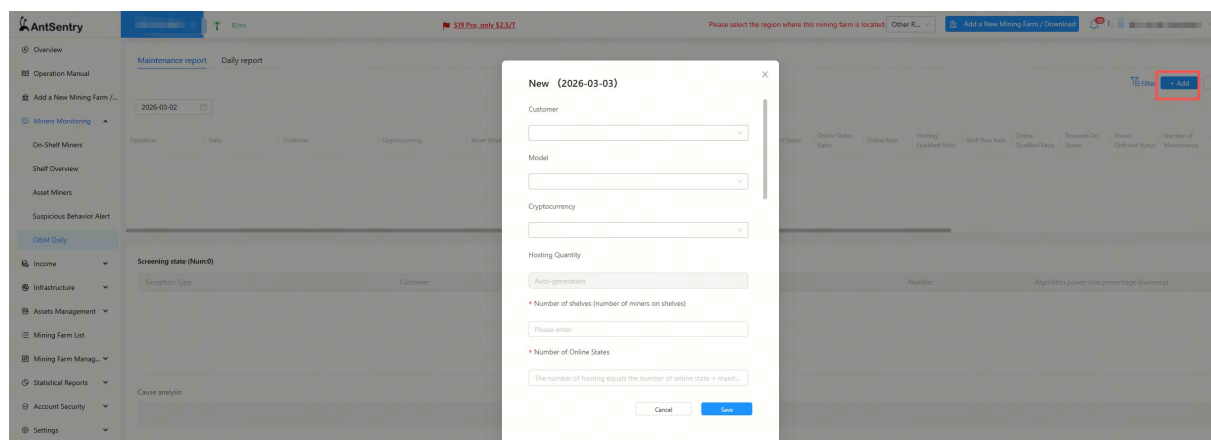 AntSentry
82ms
S19 Pro, only $2.5/T
Please select the region where this mining farm is located:
Other R...
Add a New Mining Farm / Download
Overview
Operation Manual
Add a New Mining Farm /...
Miners Monitoring
On-Shelf Miners
Shelf Overview
Asset Miners
Suspicious Behavior Alert
O&M Daily
Income
Infrastructure
Assets Management
Mining Farm List
Mining Farm Manag...
Statistical Reports
Account Security
Settings
Maintenance report Daily report
Filter
+ Add
2026-03-02
Operation Date Customer Cryptocurrency Miner Mod
Status Online Status Ratio Online Rate Hosting Qualified Ratio Shelf Pass Rate Online Qualified Ratio Powered-On Status Power-Deficient Status Number of Maintenance
Screening state (Num:0)
Exception Type Customer Number Algorithm power loss percentage (currency)
Cause analysis
New (2026-03-03)
Customer
Model
Cryptocurrency
Hosting Quantity
Auto-generation
* Number of shelves (number of miners on shelves)
Please enter
* Number of Online States
The number of hosting equals the number of online state + maint...
Cancel Save